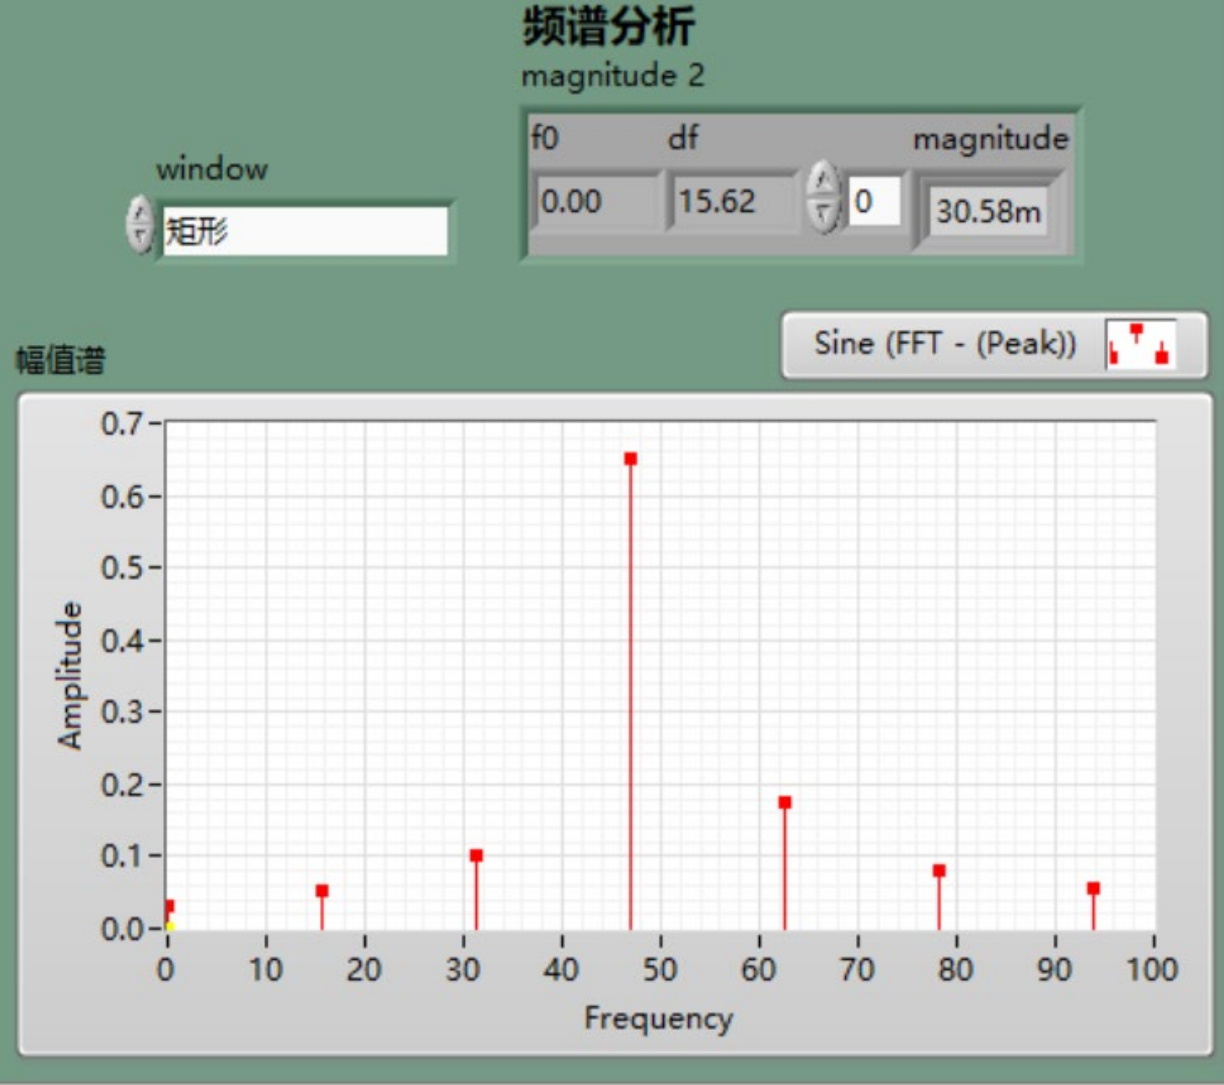 频谱分析
magnitude 2
f0 df magnitude
0.00 15.62 0 30.58m
window
矩形
Sine (FFT - (Peak))
幅值谱
0.7
0.6
0.5
0.4
0.3
0.2
0.1
0.0
Amplitude
0 10 20 30 40 50 60 70 80 90 100
Frequency